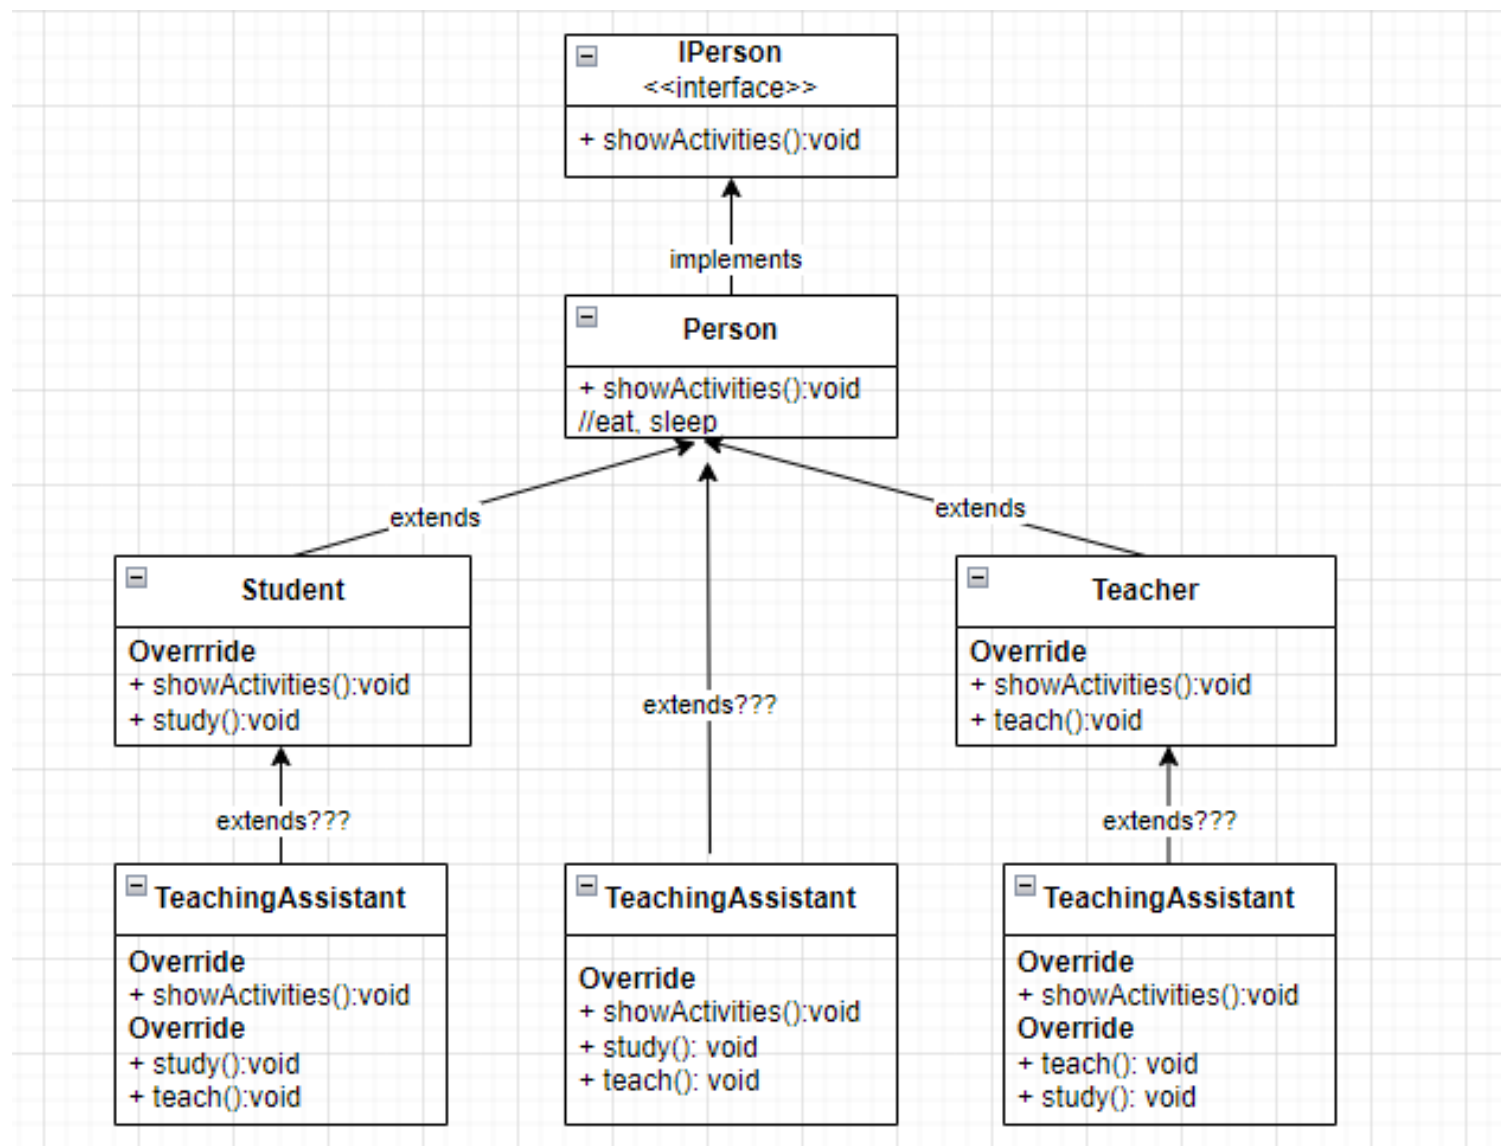 IPerson
<<interface>>
+ showActivities():void
implements
Person
+ showActivities():void
//eat, sleep
extends
extends
Student
Overrride
+ showActivities():void
+ study():void
extends???
Teacher
Override
+ showActivities():void
+ teach():void
extends???
extends???
TeachingAssistant
Override
+ showActivities():void
Override
+ study():void
+ teach():void
TeachingAssistant
Override
+ showActivities():void
+ study(): void
+ teach(): void
TeachingAssistant
Override
+ showActivities():void
Override
+ teach(): void
+ study(): void